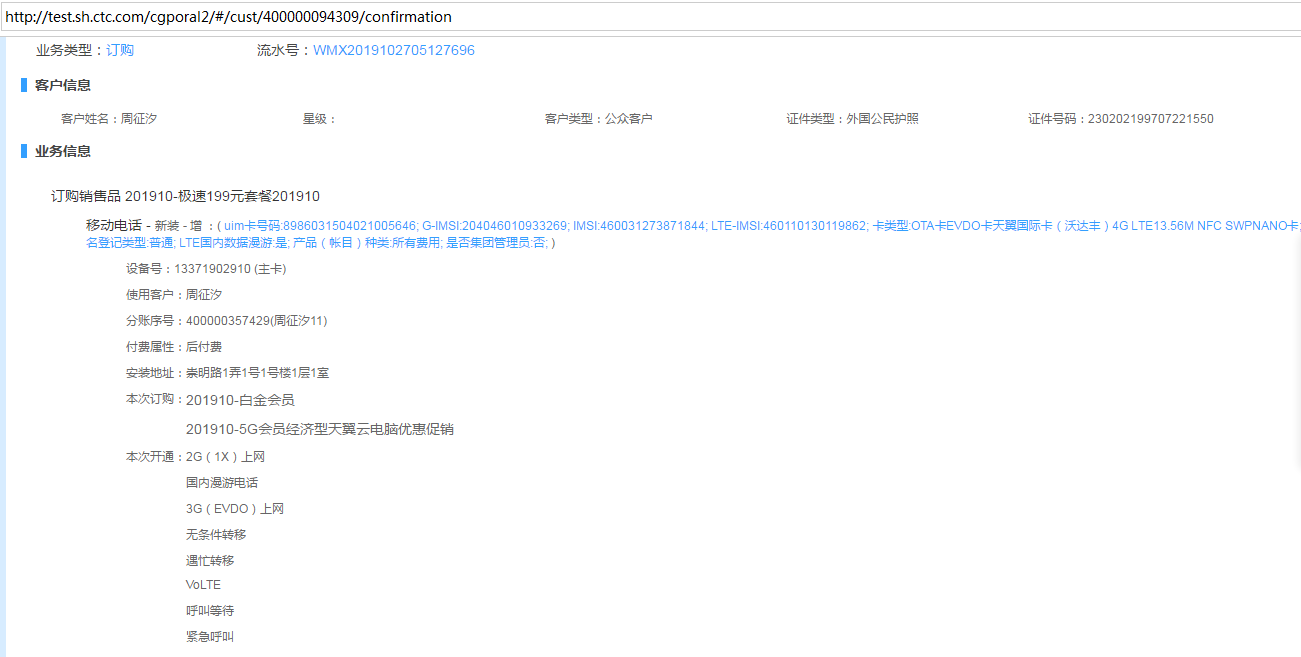 http://test.sh.ctc.com/cgporal2/#/cust/400000094309/confirmation
业务类型：订购 流水号：WMX2019102705127696
客户信息
客户姓名：周征汐 星级： 客户类型：公众客户 证件类型：外国公民护照 证件号码：230202199707221550
业务信息
订购销售品 201910-极速199元套餐201910
移动电话 - 新装 - 增 ：( uim卡号码:8986031504021005646; G-IMSI:204046010933269; IMSI:460031273871844; LTE-IMSI:460110130119862; 卡类型:OTA卡EVDO卡天翼国际卡（沃达丰）4G LTE13.56M NFC SWPNANO卡;
名登记类型:普通; LTE国内数据漫游:是; 产品（帐目）种类:所有费用; 是否集团管理员:否; )
设备号：13371902910 (主卡)
使用客户：周征汐
分账序号：400000357429(周征汐11)
付费属性：后付费
安装地址：崇明路1弄1号1号楼1层1室
本次订购：201910-白金会员
201910-5G会员经济型天翼云电脑优惠促销
本次开通：2G（1X）上网
国内漫游电话
3G（EVDO）上网
无条件转移
遇忙转移
VoLTE
呼叫等待
紧急呼叫